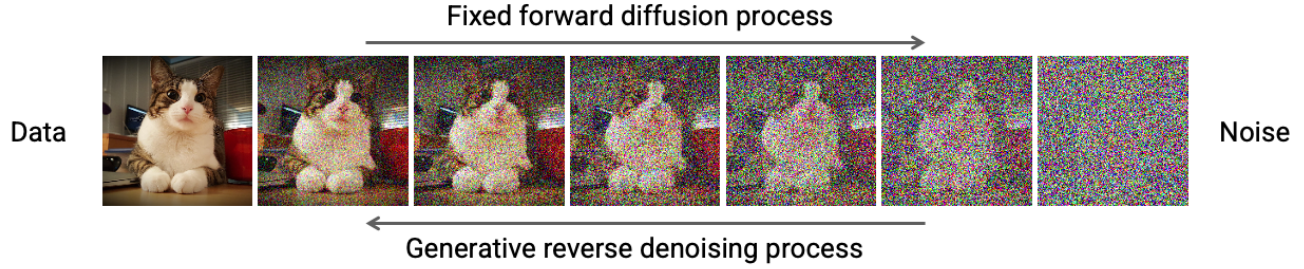 Fixed forward diffusion process
Data
Noise
Generative reverse denoising process